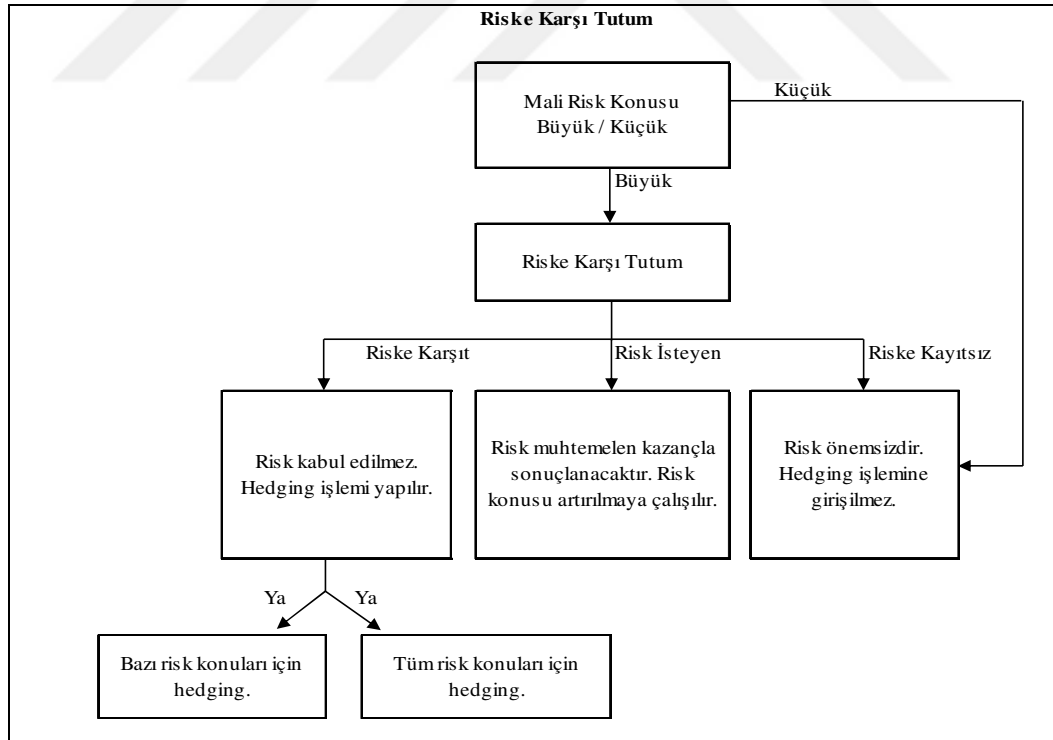 Riske Karşı Tutum
Mali Risk Konusu
Büyük / Küçük
Küçük
Büyük
Riske Karşı Tutum
Riske Karşıt
Risk İsteyen
Riske Kayıtsız
Risk kabul edilmez.
Hedging işlemi yapılır.
Risk muhtemelen kazançla
sonuçlanacaktır. Risk
konusu artırılmaya çalışılır.
Risk önemsizdir.
Hedging işlemine
girişilmez.
Ya
Ya
Bazı risk konuları için
hedging.
Tüm risk konuları için
hedging.